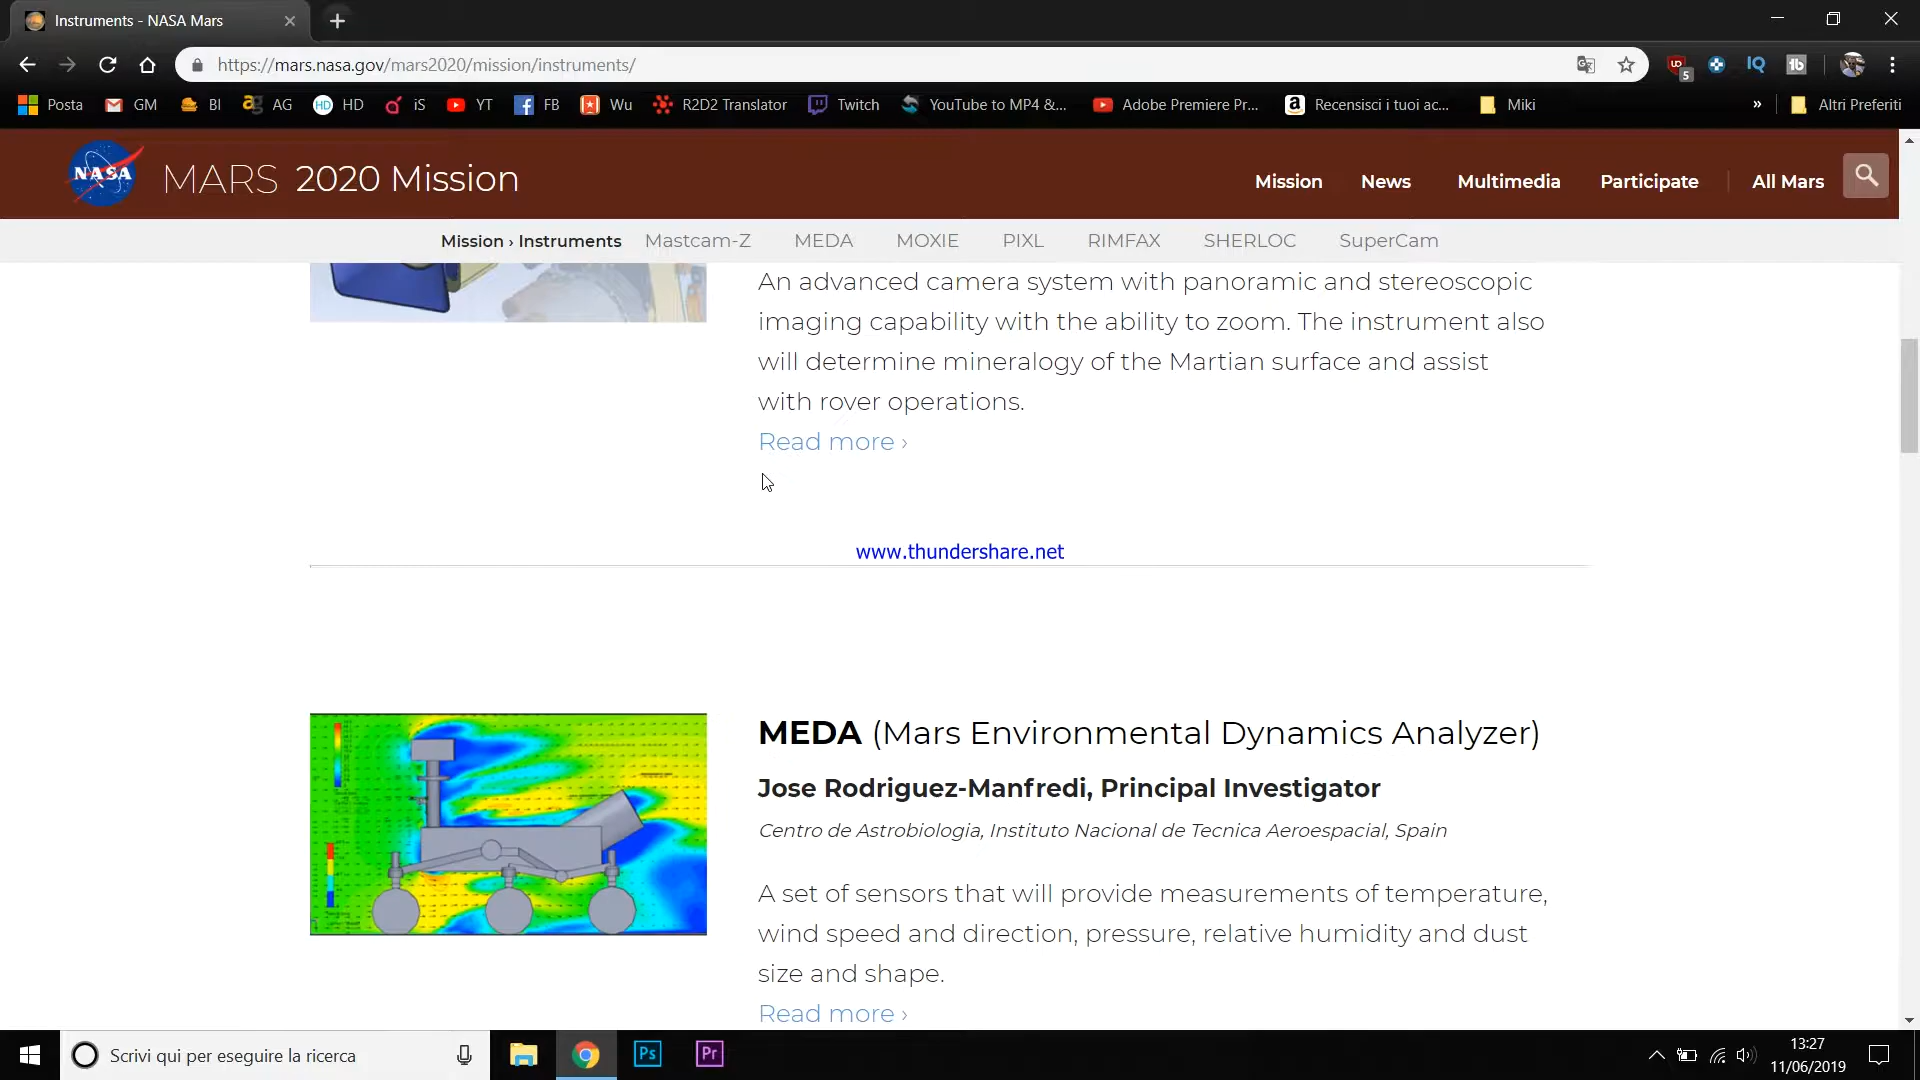 Instruments - NASA Mars
https://mars.nasa.gov/mars2020/mission/instruments/
5
IQ
Posta
GM
BI
AG
HD
HD
iS
YT
FB
Wu
R2D2 Translator
Twitch
YouTube to MP4 &...
Adobe Premiere Pr...
Recensisci i tuoi ac...
Miki
»
Altri Preferiti
NASA
MARS 2020 Mission
Mission
News
Multimedia
Participate
All Mars
Mission › Instruments
Mastcam-Z
MEDA
MOXIE
PIXL
RIMFAX
SHERLOC
SuperCam
An advanced camera system with panoramic and stereoscopic
imaging capability with the ability to zoom. The instrument also
will determine mineralogy of the Martian surface and assist
with rover operations.
Read more ›
www.thundershare.net
MEDA (Mars Environmental Dynamics Analyzer)
Jose Rodriguez-Manfredi, Principal Investigator
Centro de Astrobiologia, Instituto Nacional de Tecnica Aeroespacial, Spain
A set of sensors that will provide measurements of temperature,
wind speed and direction, pressure, relative humidity and dust
size and shape.
Read more ›
Scrivi qui per eseguire la ricerca
Ps
Pr
13:27
11/06/2019